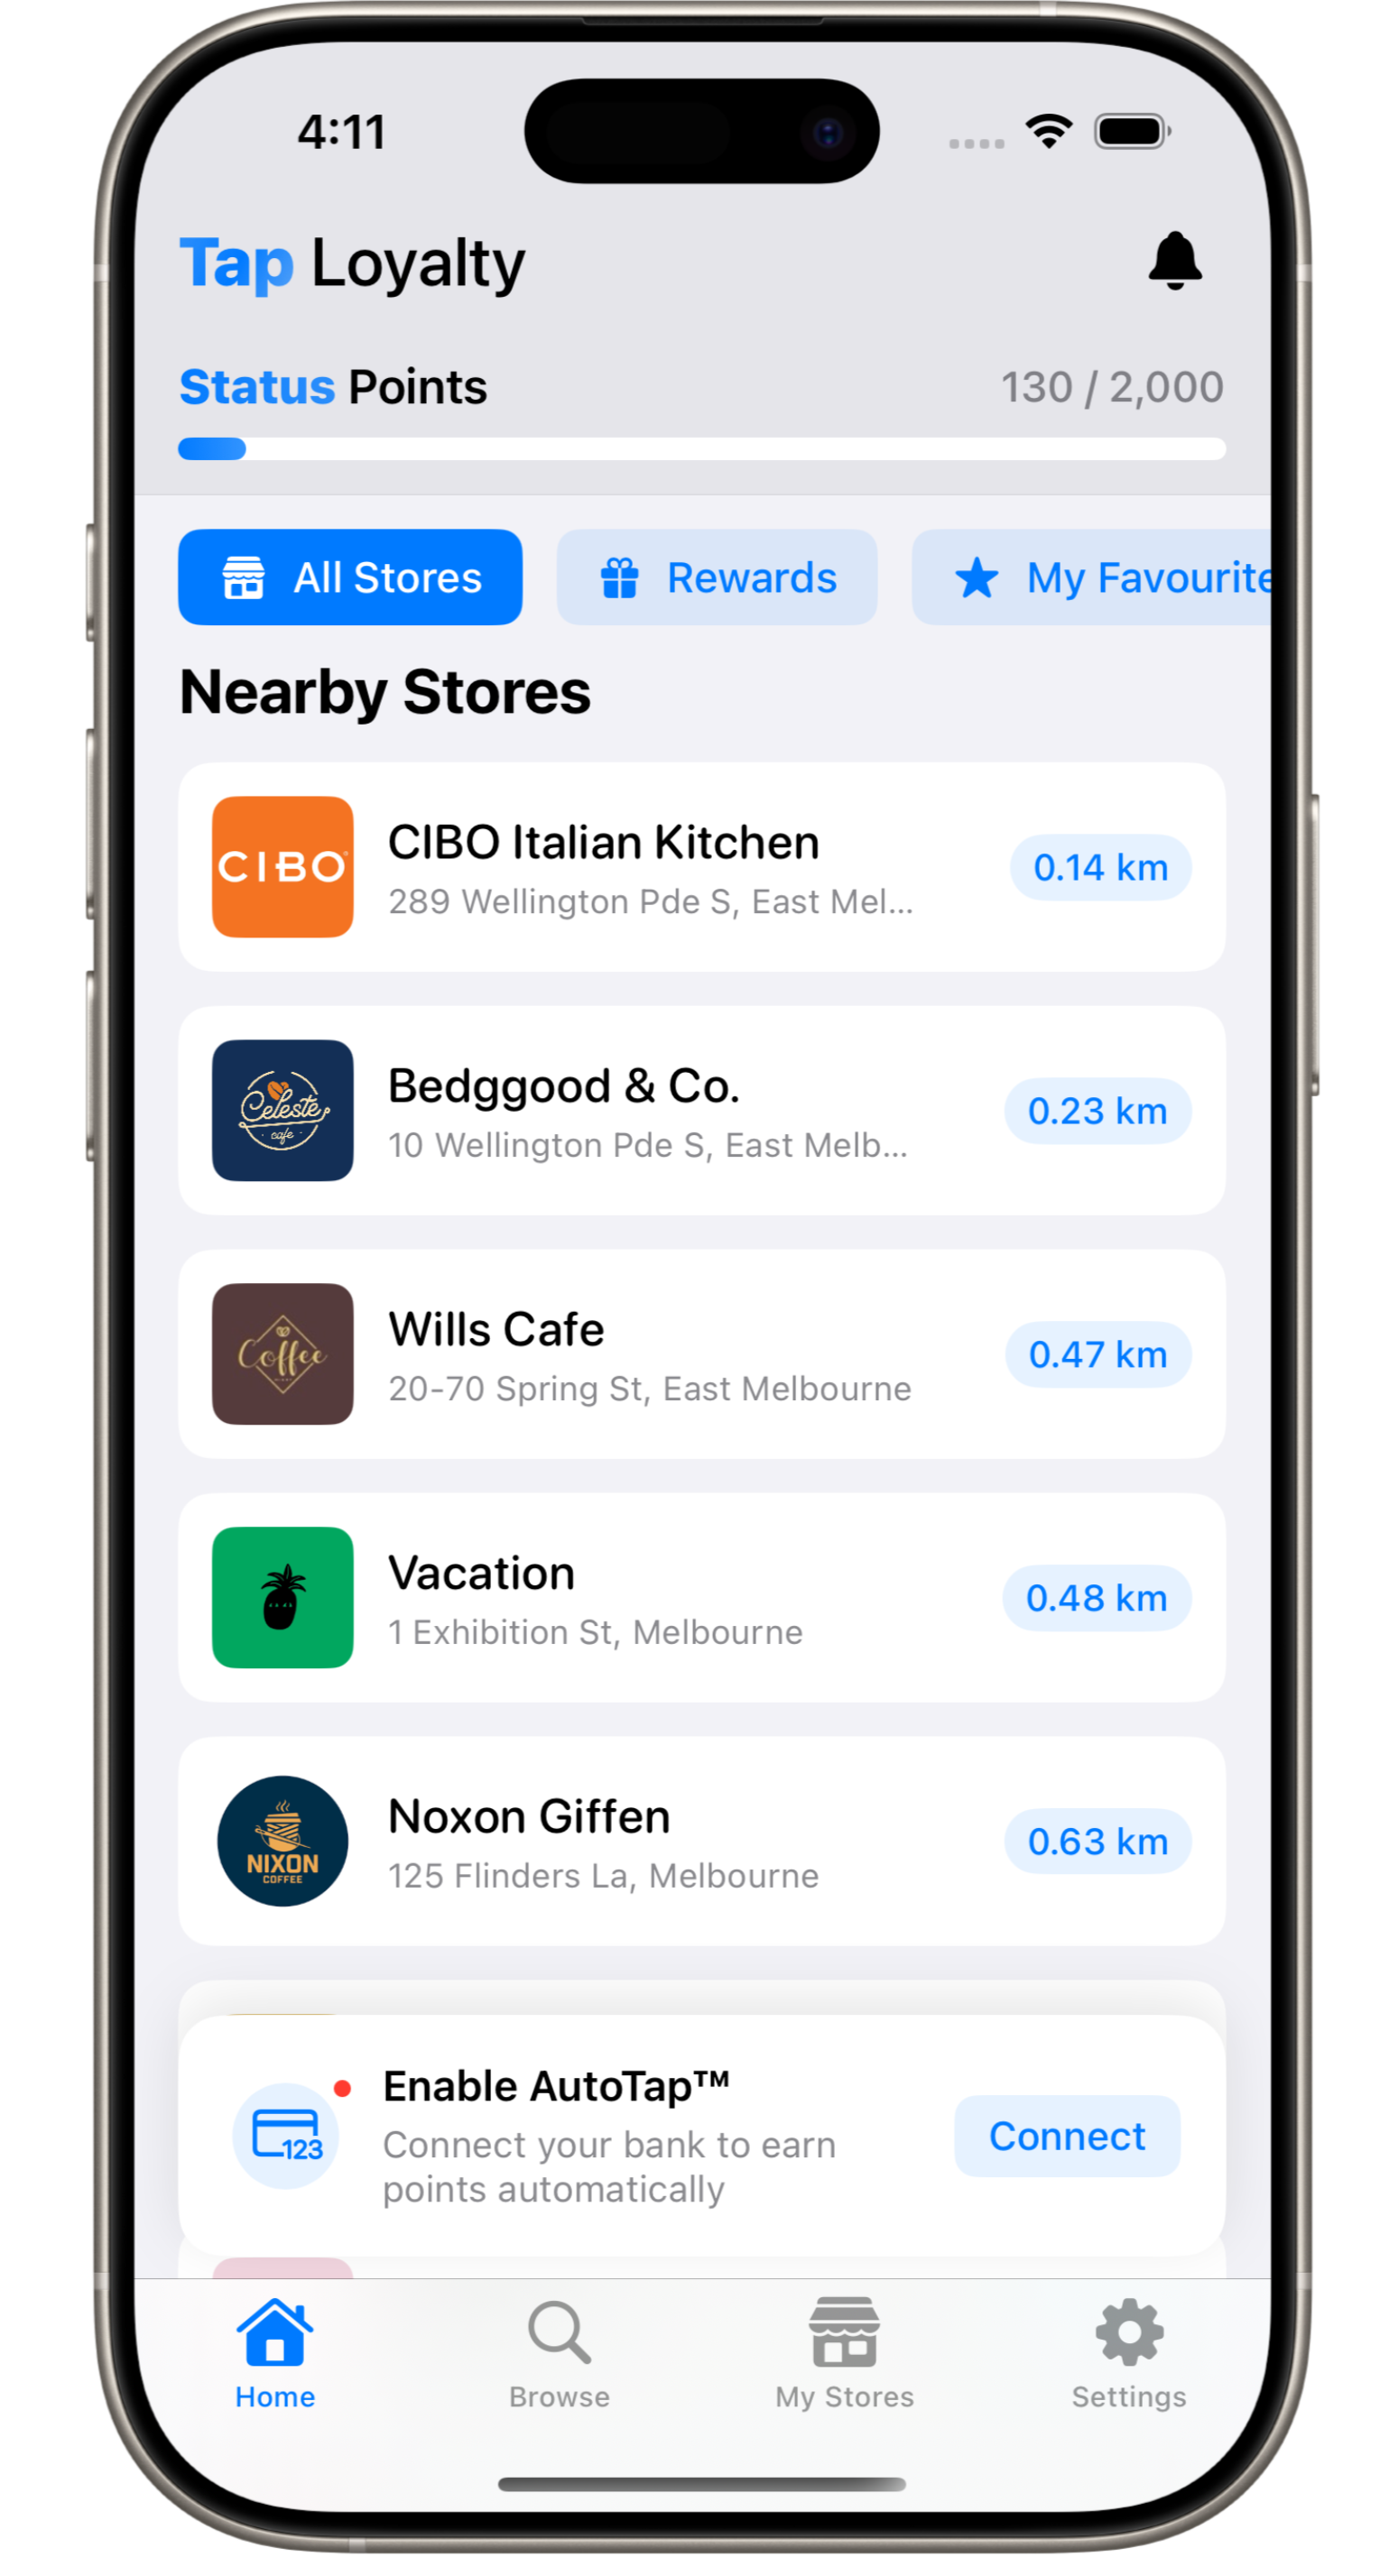 4:11
Tap Loyalty
Status Points
130 / 2,000
All Stores
Rewards
My Favourite
Nearby Stores
CIBO
CIBO Italian Kitchen
289 Wellington Pde S, East Mel...
0.14 km
Celeste
cafe
Bedggood & Co.
10 Wellington Pde S, East Melb...
0.23 km
Coffee
Wills Cafe
20-70 Spring St, East Melbourne
0.47 km
Vacation
1 Exhibition St, Melbourne
0.48 km
NIXON
COFFEE
Noxon Giffen
125 Flinders La, Melbourne
0.63 km
123
Enable AutoTap™
Connect your bank to earn
points automatically
Connect
Home
Browse
My Stores
Settings